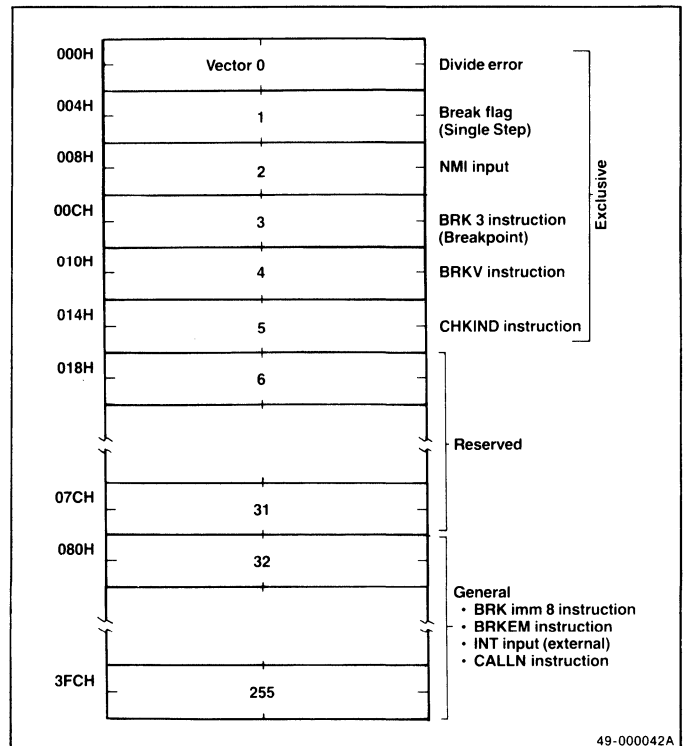 000H
Vector 0
Divide error
004H
1
Break flag
(Single Step)
008H
2
NMI input
00CH
3
BRK 3 instruction
(Breakpoint)
010H
4
BRKV instruction
014H
5
CHKIND instruction
Exclusive
018H
6
Reserved
07CH
31
080H
32
General
• BRK imm 8 instruction
• BRKEM instruction
• INT input (external)
• CALLN instruction
3FCH
255
49-000042A